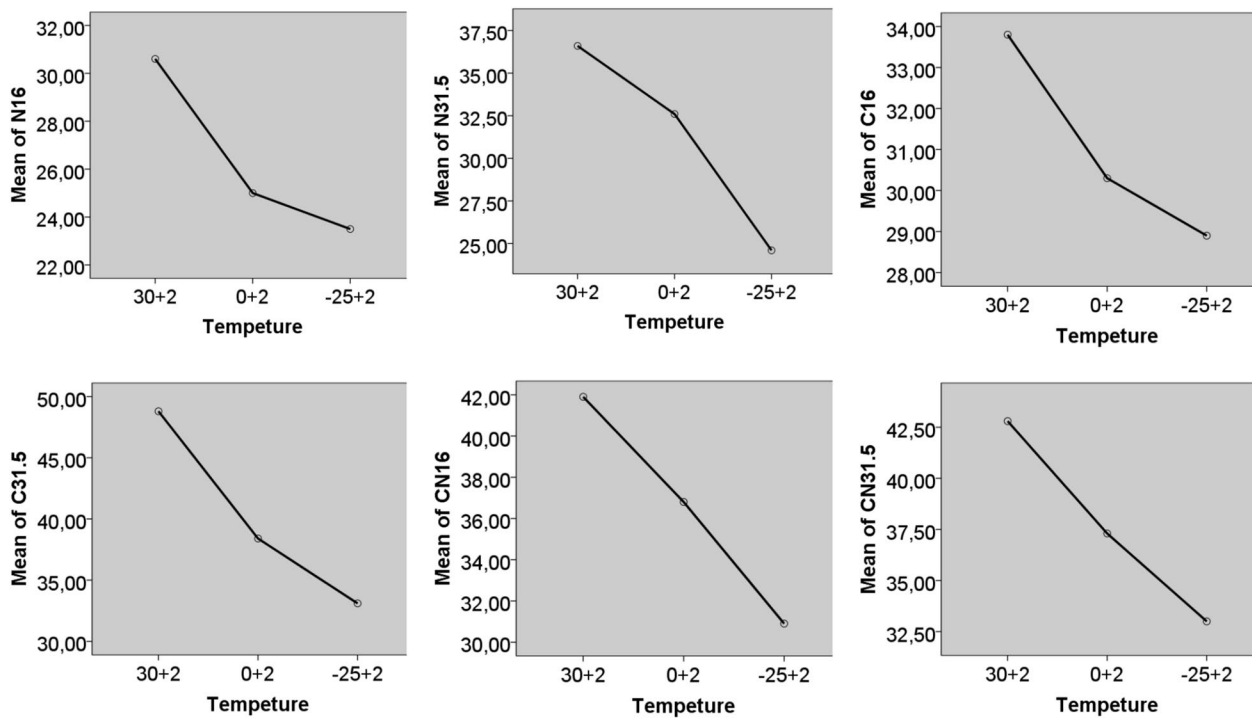 Mean of N16
32,00
30,00
28,00
26,00
24,00
22,00
30+2 0+2 -25+2
Tempeture
Mean of N31.5
37,50
35,00
32,50
30,00
27,50
25,00
30+2 0+2 -25+2
Tempeture
Mean of C16
34,00
33,00
32,00
31,00
30,00
29,00
28,00
30+2 0+2 -25+2
Tempeture
Mean of C31.5
50,00
45,00
40,00
35,00
30,00
30+2 0+2 -25+2
Tempeture
Mean of CN16
42,00
40,00
38,00
36,00
34,00
32,00
30,00
30+2 0+2 -25+2
Tempeture
Mean of CN31.5
42,50
40,00
37,50
35,00
32,50
30+2 0+2 -25+2
Tempeture